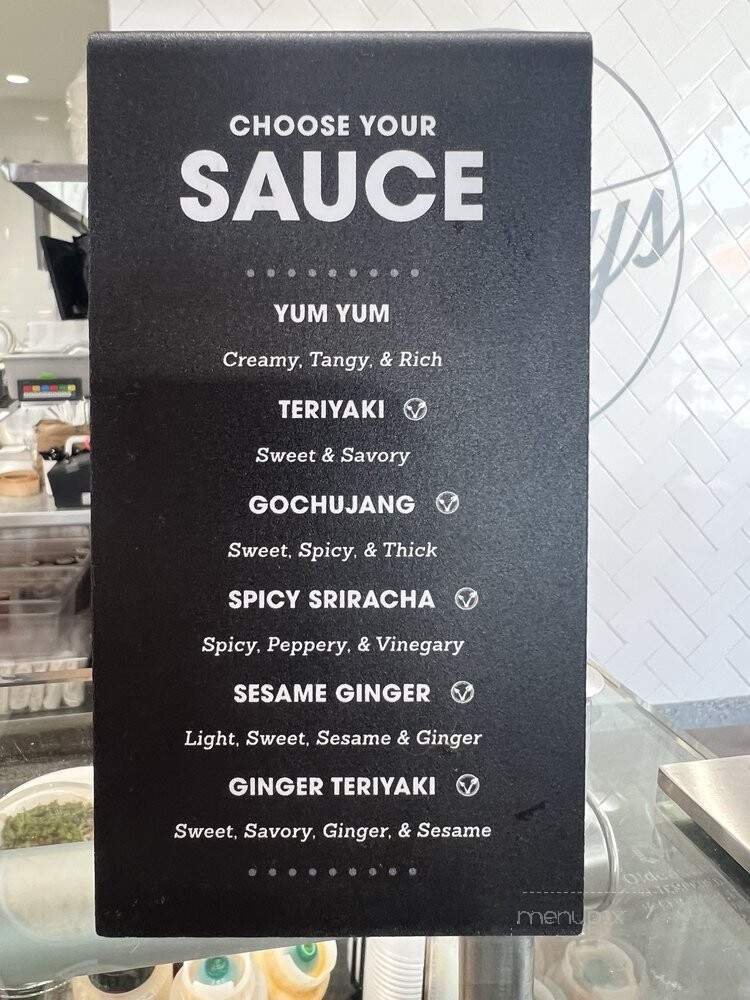 CHOOSE YOUR
SAUCE
YUM YUM
Creamy, Tangy, & Rich
TERIYAKI
Sweet & Savory
GOCHUJANG
Sweet, Spicy, & Thick
SPICY SRIRACHA
Spicy, Peppery, & Vinegary
SESAME GINGER
Light, Sweet, Sesame & Ginger
GINGER TERIYAKI
Sweet, Savory, Ginger, & Sesame
menupix